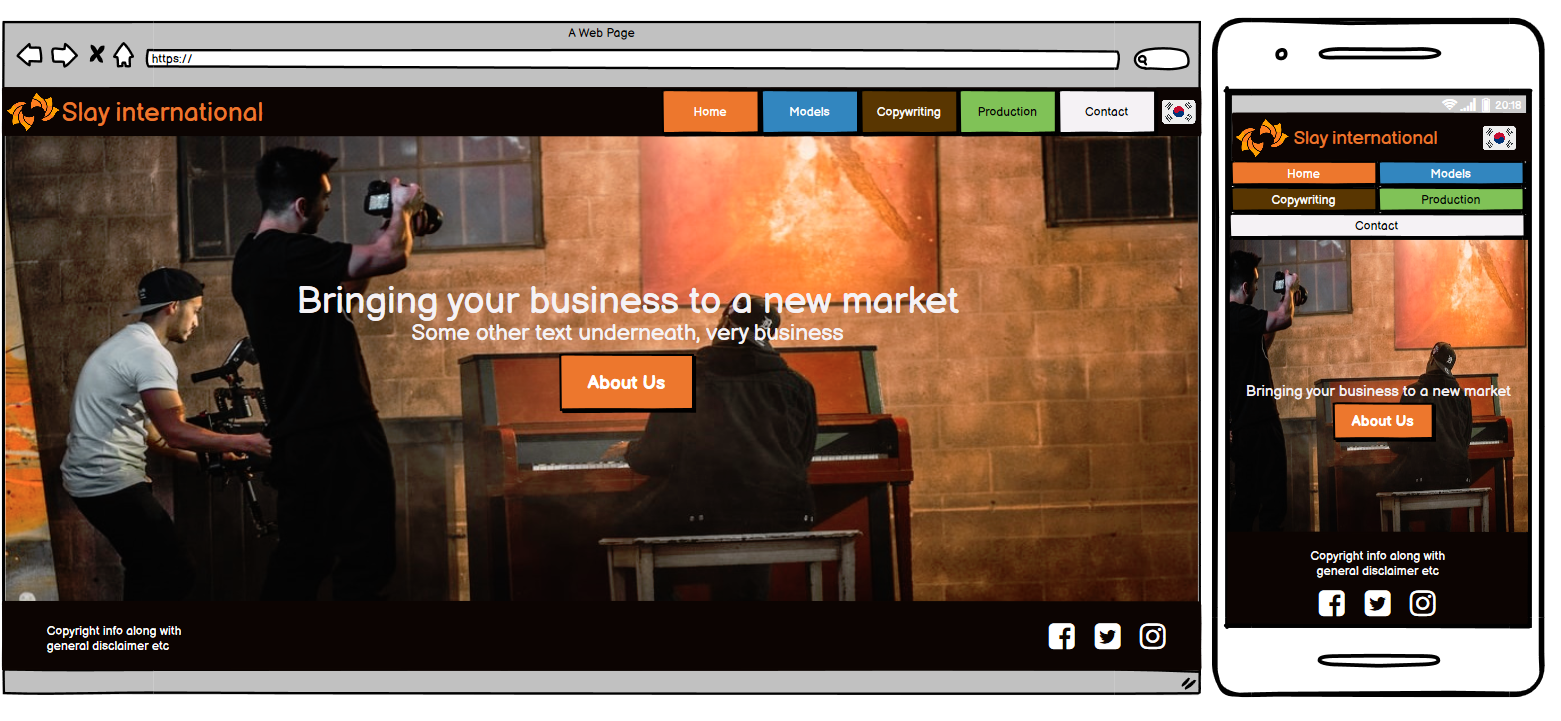 A Web Page
https://
Slay international
Home
Models
Copywriting
Production
Contact
Bringing your business to a new market
Some other text underneath, very business
About Us
Copyright info along with
general disclaimer etc
20:18
Slay international
Home
Models
Copywriting
Production
Contact
Bringing your business to a new market
About Us
Copyright info along with
general disclaimer etc